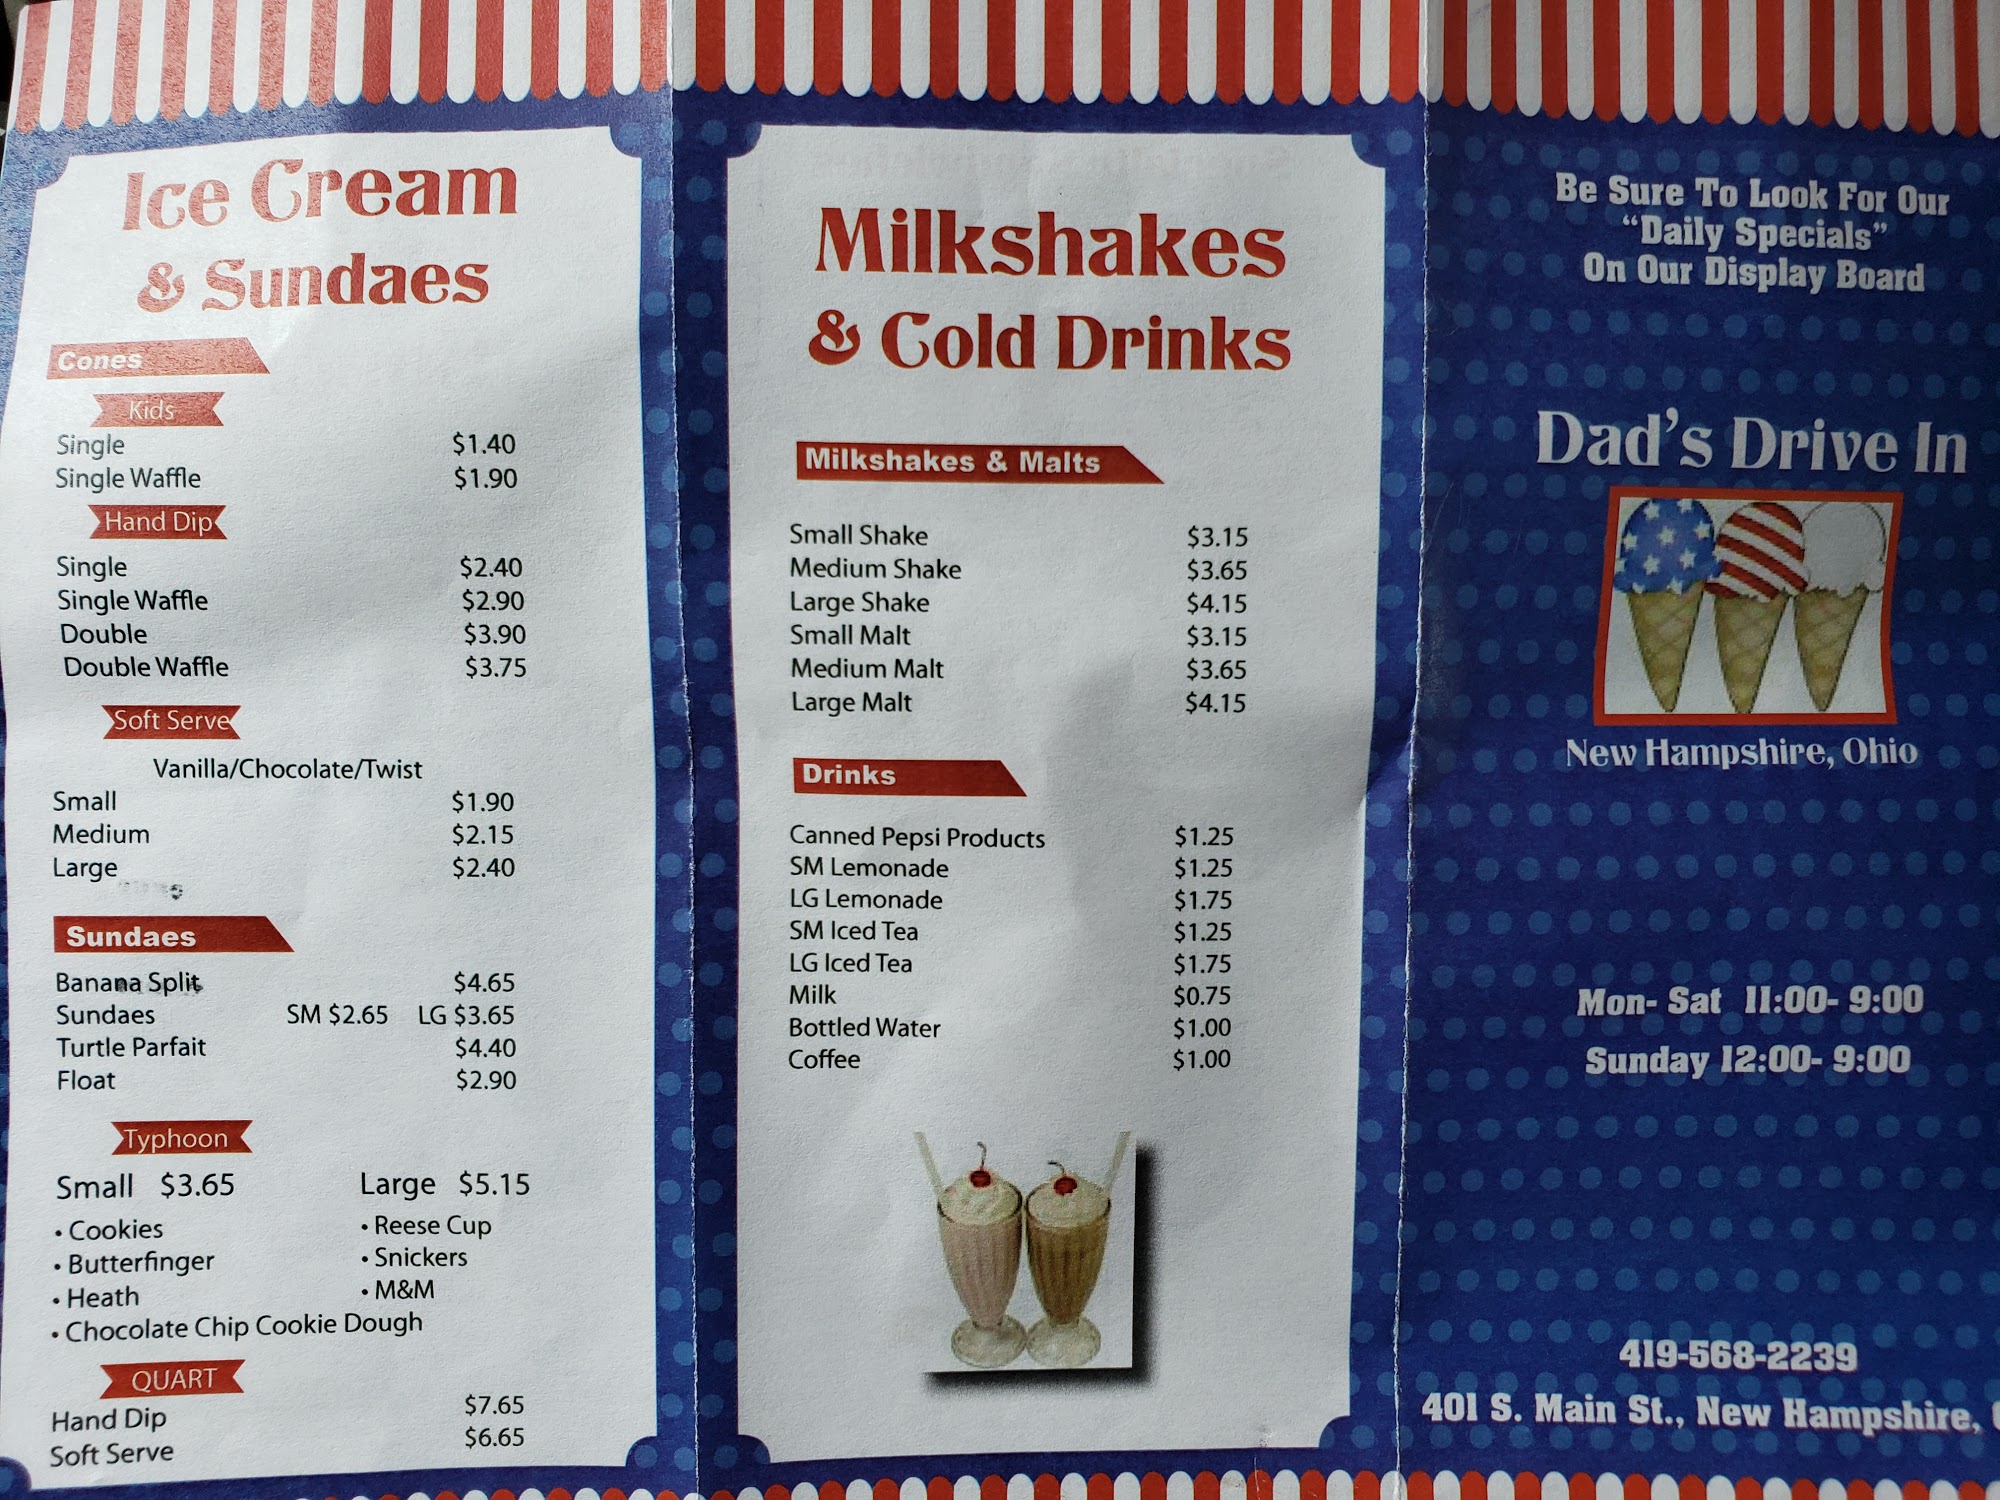 Ice Cream
& Sundaes
Cones
Kids
Single $1.40
Single Waffle $1.90
Hand Dip
Single $2.40
Single Waffle $2.90
Double $3.90
Double Waffle $3.75
Soft Serve
Vanilla/Chocolate/Twist
Small $1.90
Medium $2.15
Large $2.40
Sundaes
Banana Split $4.65
Sundaes SM $2.65 LG $3.65
Turtle Parfait $4.40
Float $2.90
Typhoon
Small $3.65 Large $5.15
• Cookies • Reese Cup
• Butterfinger • Snickers
• Heath • M&M
• Chocolate Chip Cookie Dough
QUART
Hand Dip $7.65
Soft Serve $6.65
Milkshakes
& Cold Drinks
Milkshakes & Malts
Small Shake $3.15
Medium Shake $3.65
Large Shake $4.15
Small Malt $3.15
Medium Malt $3.65
Large Malt $4.15
Drinks
Canned Pepsi Products $1.25
SM Lemonade $1.25
LG Lemonade $1.75
SM Iced Tea $1.25
LG Iced Tea $1.75
Milk $0.75
Bottled Water $1.00
Coffee $1.00
Be Sure To Look For Our
“Daily Specials”
On Our Display Board
Dad’s Drive In
New Hampshire, Ohio
Mon- Sat 11:00- 9:00
Sunday 12:00- 9:00
419-568-2239
401 S. Main St., New Hampshire,